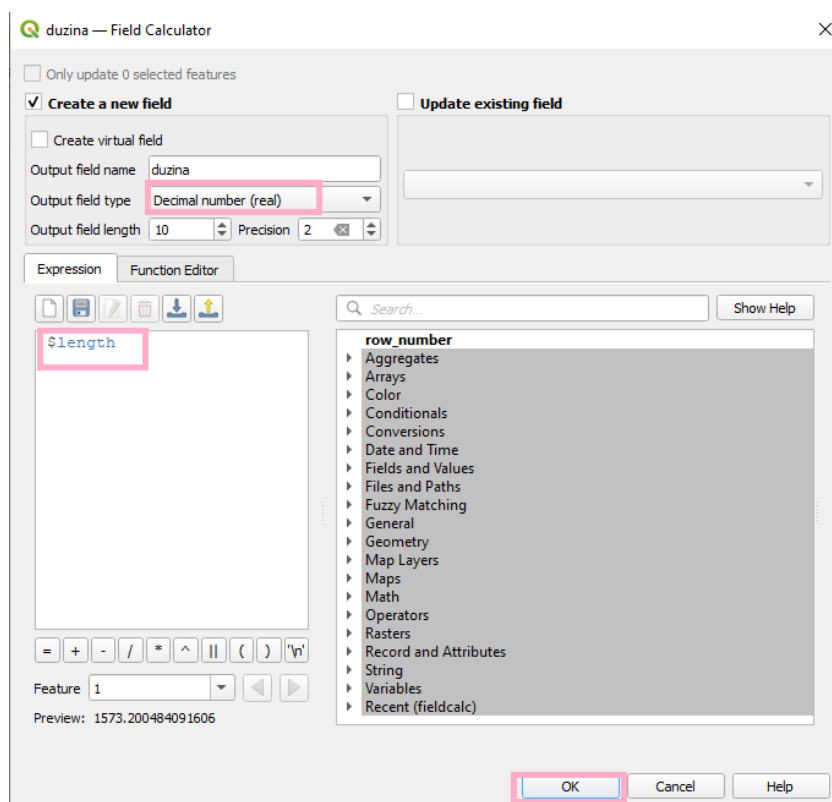 duzina — Field Calculator
Only update 0 selected features
Create a new field
Update existing field
Create virtual field
Output field name duzina
Output field type Decimal number (real)
Output field length 10 Precision 2
Expression Function Editor
Search... Show Help
$length
row_number
Aggregates
Arrays
Color
Conditionals
Conversions
Date and Time
Fields and Values
Files and Paths
Fuzzy Matching
General
Geometry
Map Layers
Maps
Math
Operators
Rasters
Record and Attributes
String
Variables
Recent (fieldcalc)
= + - / * ^ || ( ) '\n'
Feature 1
Preview: 1573.200484091606
OK Cancel Help